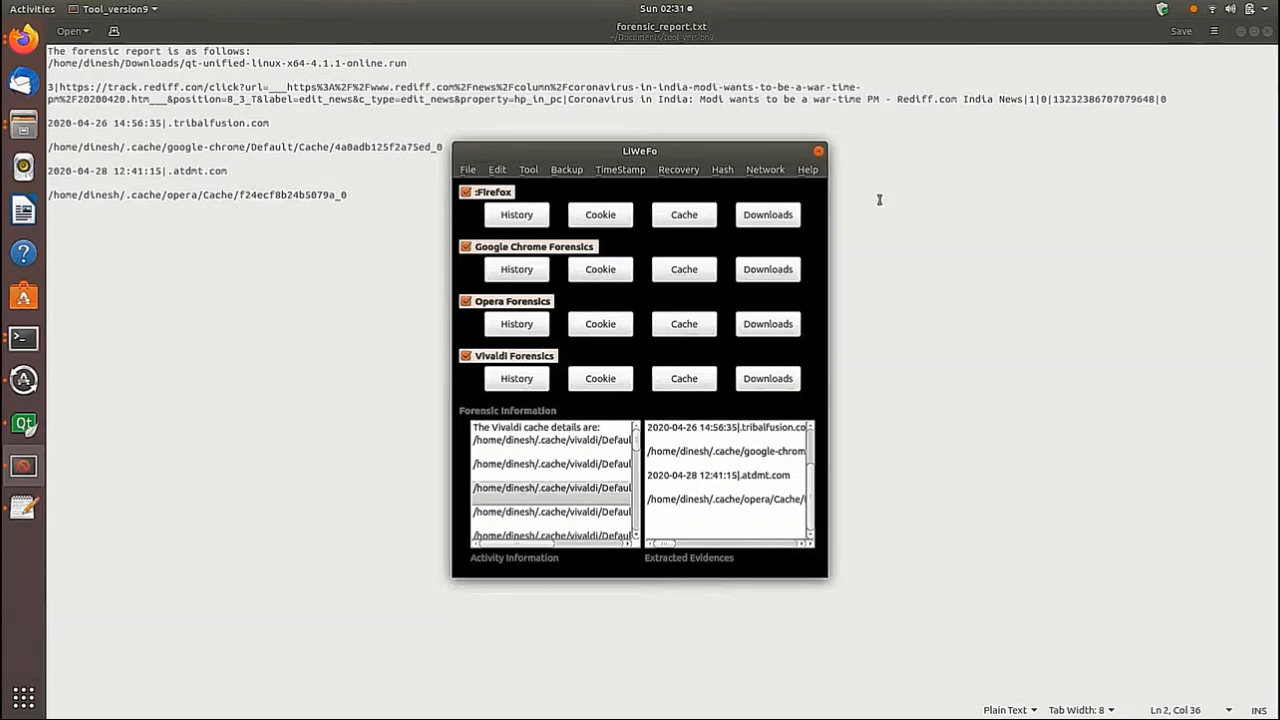 Activities
Tool_version9
Sun 02:31
Open
forensic_report.txt
~/Documents/tool_version9
Save
The forensic report is as follows:
/home/dinesh/Downloads/qt-unified-linux-x64-4.1.1-online.run
3|https://track.rediff.com/click?url=___https%3A%2F%2Fwww.rediff.com%2Fnews%2Fcolumn%2Fcoronavirus-in-india-modi-wants-to-be-a-war-time-
pm%2F20200420.htm___&position=8_3_T&label=edit_news&c_type=edit_news&property=hp_in_pc|Coronavirus in India: Modi wants to be a war-time PM - Rediff.com India News|1|0|13232386707079648|0
2020-04-26 14:56:35|.tribalfusion.com
/home/dinesh/.cache/google-chrome/Default/Cache/4a0adb125f2a75ed_0
2020-04-28 12:41:15|.atdmt.com
/home/dinesh/.cache/opera/Cache/f24ecf8b24b5079a_0
LiWeFo
File Edit Tool Backup TimeStamp Recovery Hash Network Help
:Firefox
History Cookie Cache Downloads
Google Chrome Forensics
History Cookie Cache Downloads
Opera Forensics
History Cookie Cache Downloads
Vivaldi Forensics
History Cookie Cache Downloads
Forensic Information
The Vivaldi cache details are:
/home/dinesh/.cache/vivaldi/Defaul
/home/dinesh/.cache/vivaldi/Defaul
/home/dinesh/.cache/vivaldi/Defaul
/home/dinesh/.cache/vivaldi/Defaul
/home/dinesh/.cache/vivaldi/Defaul
2020-04-26 14:56:35|.tribalfusion.co
/home/dinesh/.cache/google-chrom
2020-04-28 12:41:15|.atdmt.com
/home/dinesh/.cache/opera/Cache/
Activity Information
Extracted Evidences
Plain Text
Tab Width: 8
Ln 2, Col 36
INS